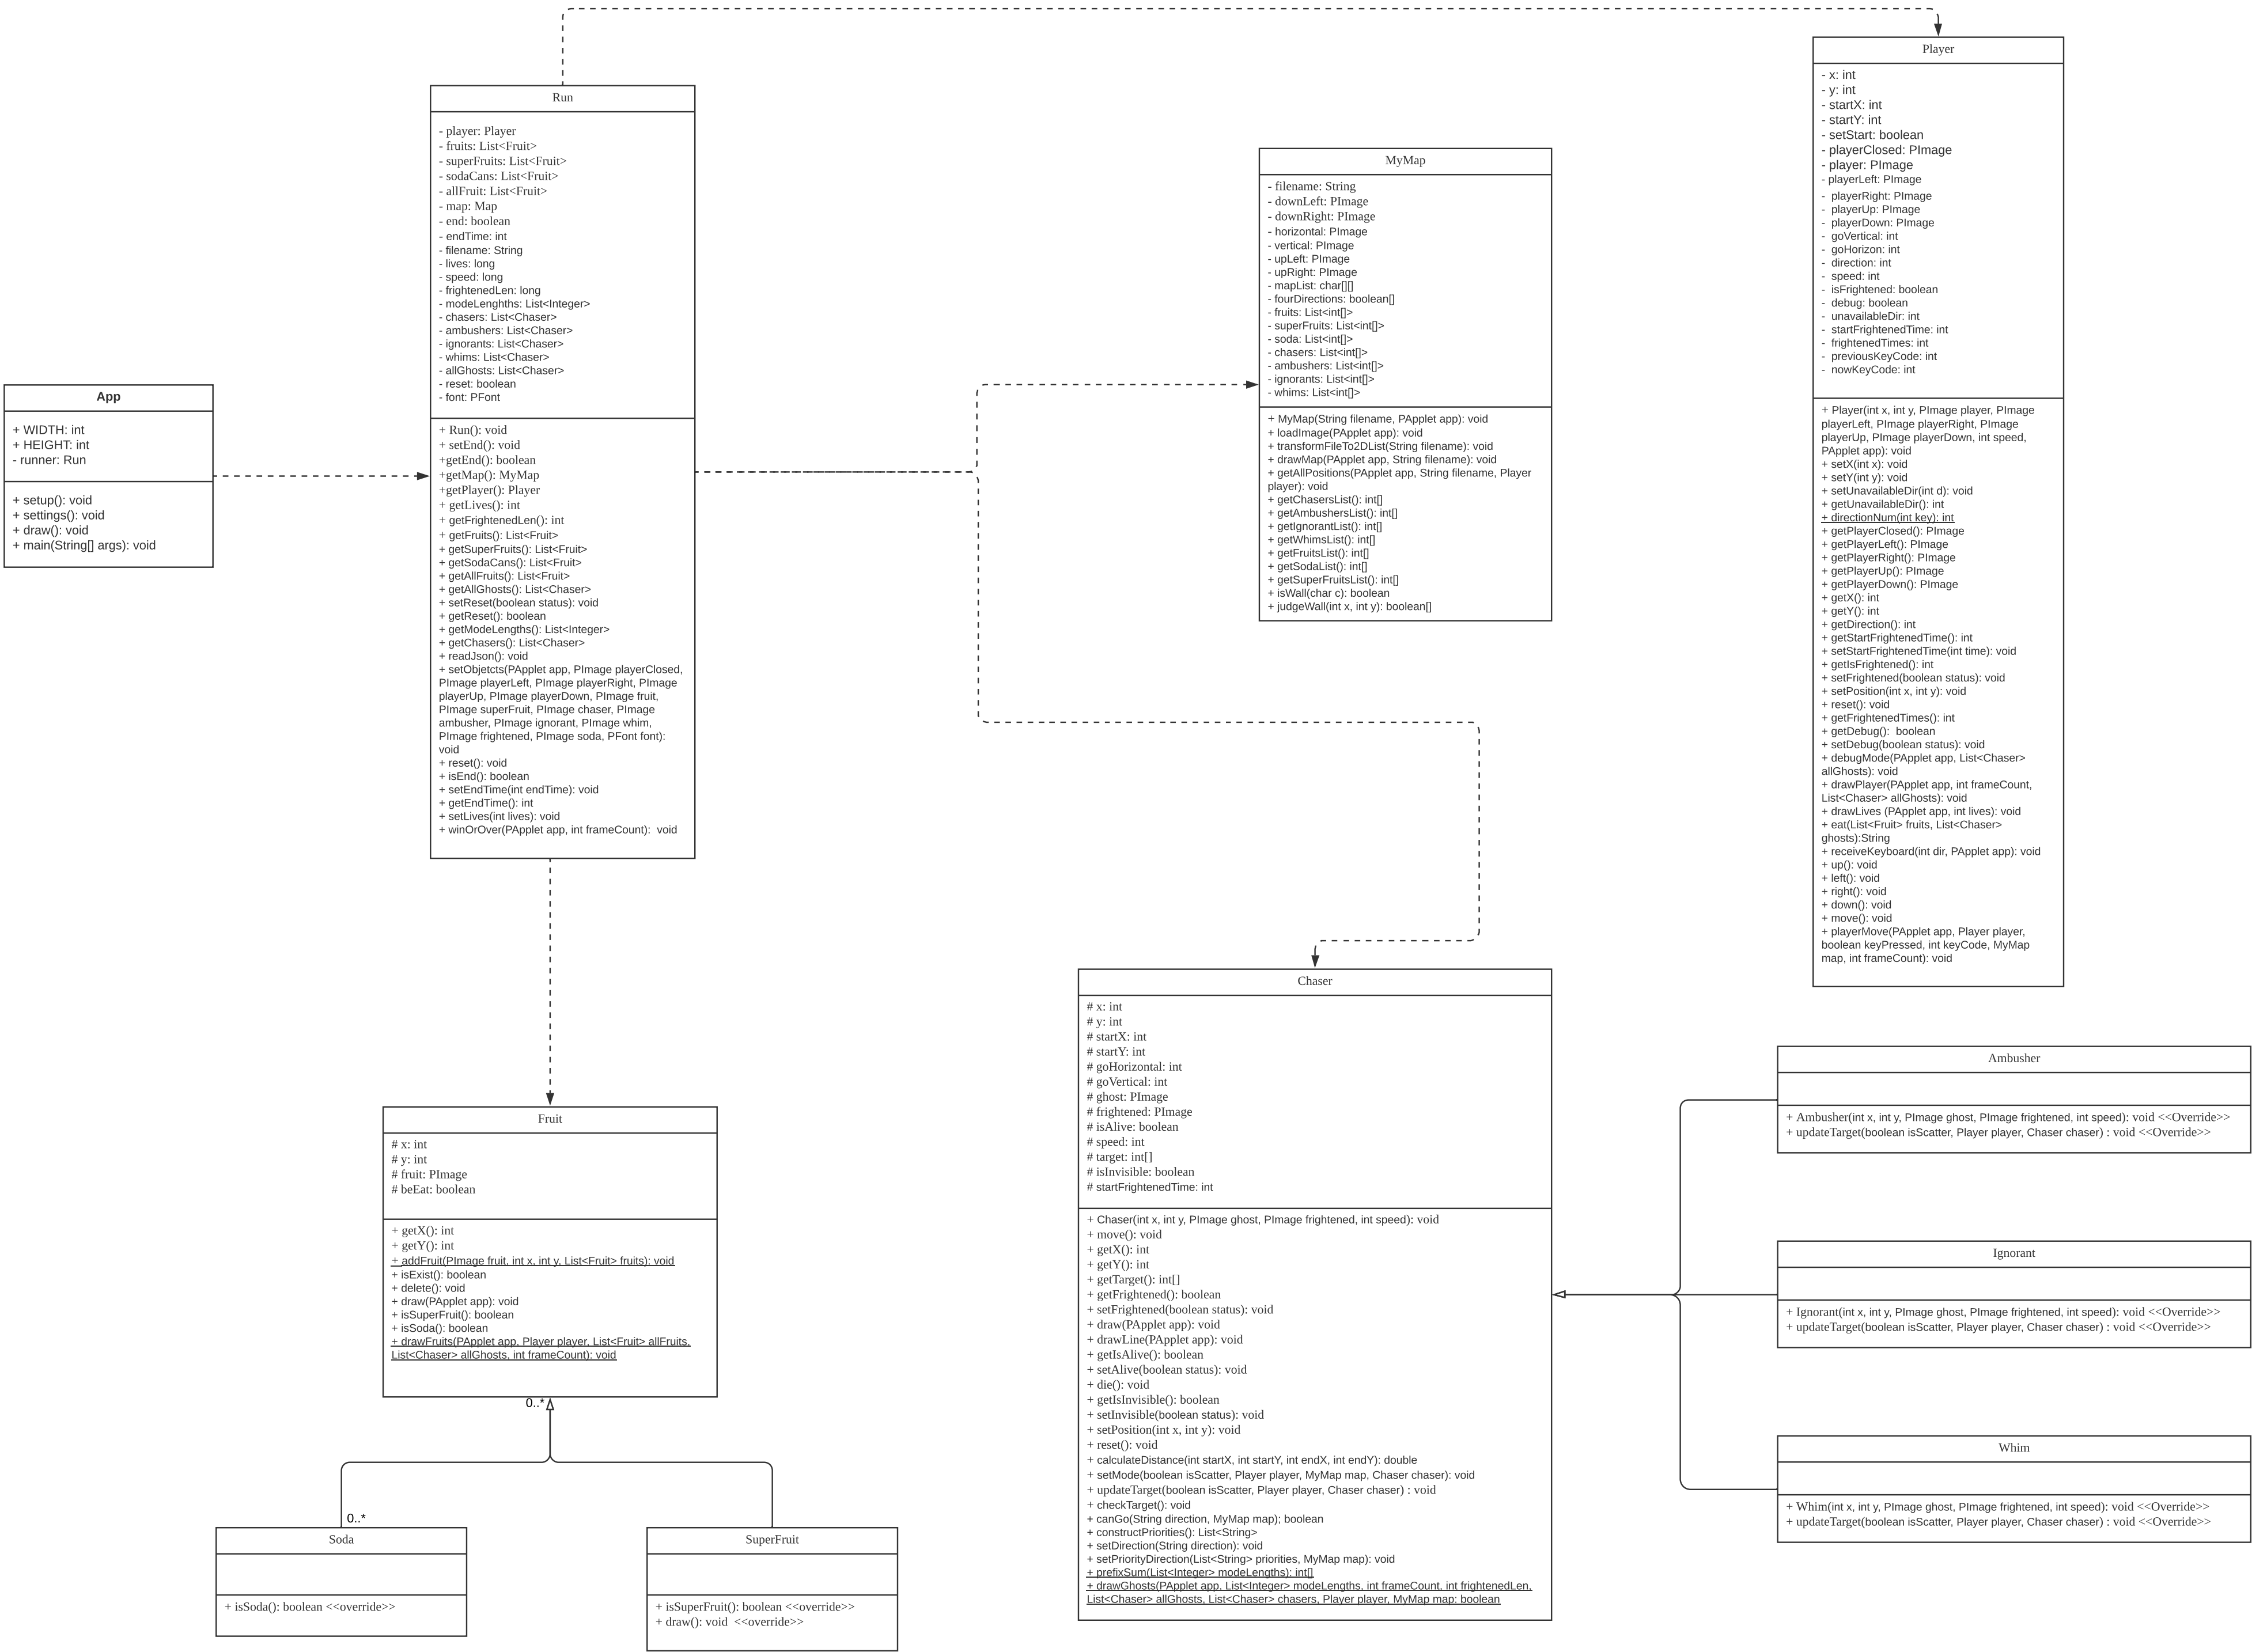 App
+ WIDTH: int
+ HEIGHT: int
- runner: Run
+ setup(): void
+ settings(): void
+ draw(): void
+ main(String[] args): void
Run
- player: Player
- fruits: List<Fruit>
- superFruits: List<Fruit>
- sodaCans: List<Fruit>
- allFruit: List<Fruit>
- map: Map
- end: boolean
- endTime: int
- filename: String
- lives: long
- speed: long
- frightenedLen: long
- modeLenghths: List<Integer>
- chasers: List<Chaser>
- ambushers: List<Chaser>
- ignorants: List<Chaser>
- whims: List<Chaser>
- allGhosts: List<Chaser>
- reset: boolean
- font: PFont
+ Run(): void
+ setEnd(): void
+getEnd(): boolean
+getMap(): MyMap
+getPlayer(): Player
+ getLives(): int
+ getFrightenedLen(): int
+ getFruits(): List<Fruit>
+ getSuperFruits(): List<Fruit>
+ getSodaCans(): List<Fruit>
+ getAllFruits(): List<Fruit>
+ getAllGhosts(): List<Chaser>
+ setReset(boolean status): void
+ getReset(): boolean
+ getModeLengths(): List<Integer>
+ getChasers(): List<Chaser>
+ readJson(): void
+ setObjetcts(PApplet app, PImage playerClosed,
PImage playerLeft, PImage playerRight, PImage
playerUp, PImage playerDown, PImage fruit,
PImage superFruit, PImage chaser, PImage
ambusher, PImage ignorant, PImage whim,
PImage frightened, PImage soda, PFont font):
void
+ reset(): void
+ isEnd(): boolean
+ setEndTime(int endTime): void
+ getEndTime(): int
+ setLives(int lives): void
+ winOrOver(PApplet app, int frameCount):  void
MyMap
- filename: String
- downLeft: PImage
- downRight: PImage
- horizontal: PImage
- vertical: PImage
- upLeft: PImage
- upRight: PImage
- mapList: char[][]
- fourDirections: boolean[]
- fruits: List<int[]>
- superFruits: List<int[]>
- soda: List<int[]>
- chasers: List<int[]>
- ambushers: List<int[]>
- ignorants: List<int[]>
- whims: List<int[]>
+ MyMap(String filename, PApplet app): void
+ loadImage(PApplet app): void
+ transformFileTo2DList(String filename): void
+ drawMap(PApplet app, String filename): void
+ getAllPositions(PApplet app, String filename, Player
player): void
+ getChasersList(): int[]
+ getAmbushersList(): int[]
+ getIgnorantList(): int[]
+ getWhimsList(): int[]
+ getFruitsList(): int[]
+ getSodaList(): int[]
+ getSuperFruitsList(): int[]
+ isWall(char c): boolean
+ judgeWall(int x, int y): boolean[]
Player
- x: int
- y: int
- startX: int
- startY: int
- setStart: boolean
- playerClosed: PImage
- player: PImage
- playerLeft: PImage
-  playerRight: PImage
-  playerUp: PImage
-  playerDown: PImage
-  goVertical: int
-  goHorizon: int
-  direction: int
-  speed: int
-  isFrightened: boolean
-  debug: boolean
-  unavailableDir: int
-  startFrightenedTime: int
-  frightenedTimes: int
-  previousKeyCode: int
-  nowKeyCode: int
+ Player(int x, int y, PImage player, PImage
playerLeft, PImage playerRight, PImage
playerUp, PImage playerDown, int speed,
PApplet app): void
+ setX(int x): void
+ setY(int y): void
+ setUnavailableDir(int d): void
+ getUnavailableDir(): int
+ directionNum(int key): int
+ getPlayerClosed(): PImage
+ getPlayerLeft(): PImage
+ getPlayerRight(): PImage
+ getPlayerUp(): PImage
+ getPlayerDown(): PImage
+ getX(): int
+ getY(): int
+ getDirection(): int
+ getStartFrightenedTime(): int
+ setStartFrightenedTime(int time): void
+ getIsFrightened(): int
+ setFrightened(boolean status): void
+ setPosition(int x, int y): void
+ reset(): void
+ getFrightenedTimes(): int
+ getDebug():  boolean
+ setDebug(boolean status): void
+ debugMode(PApplet app, List<Chaser>
allGhosts): void
+ drawPlayer(PApplet app, int frameCount,
List<Chaser> allGhosts): void
+ drawLives (PApplet app, int lives): void
+ eat(List<Fruit> fruits, List<Chaser>
ghosts):String
+ receiveKeyboard(int dir, PApplet app): void
+ up(): void
+ left(): void
+ right(): void
+ down(): void
+ move(): void
+ playerMove(PApplet app, Player player,
boolean keyPressed, int keyCode, MyMap
map, int frameCount): void
Fruit
# x: int
# y: int
# fruit: PImage
# beEat: boolean
+ getX(): int
+ getY(): int
+ addFruit(PImage fruit, int x, int y, List<Fruit> fruits): void
+ isExist(): boolean
+ delete(): void
+ draw(PApplet app): void
+ isSuperFruit(): boolean
+ isSoda(): boolean
+ drawFruits(PApplet app, Player player, List<Fruit> allFruits,
List<Chaser> allGhosts, int frameCount): void
0..*
0..*
Soda
+ isSoda(): boolean <<override>>
SuperFruit
+ isSuperFruit(): boolean <<override>>
+ draw(): void  <<override>>
Chaser
# x: int
# y: int
# startX: int
# startY: int
# goHorizontal: int
# goVertical: int
# ghost: PImage
# frightened: PImage
# isAlive: boolean
# speed: int
# target: int[]
# isInvisible: boolean
# startFrightenedTime: int
+ Chaser(int x, int y, PImage ghost, PImage frightened, int speed): void
+ move(): void
+ getX(): int
+ getY(): int
+ getTarget(): int[]
+ getFrightened(): boolean
+ setFrightened(boolean status): void
+ draw(PApplet app): void
+ drawLine(PApplet app): void
+ getIsAlive(): boolean
+ setAlive(boolean status): void
+ die(): void
+ getIsInvisible(): boolean
+ setInvisible(boolean status): void
+ setPosition(int x, int y): void
+ reset(): void
+ calculateDistance(int startX, int startY, int endX, int endY): double
+ setMode(boolean isScatter, Player player, MyMap map, Chaser chaser): void
+ updateTarget(boolean isScatter, Player player, Chaser chaser) : void
+ checkTarget(): void
+ canGo(String direction, MyMap map); boolean
+ constructPriorities(): List<String>
+ setDirection(String direction): void
+ setPriorityDirection(List<String> priorities, MyMap map): void
+ prefixSum(List<Integer> modeLengths): int[]
+ drawGhosts(PApplet app, List<Integer> modeLengths, int frameCount, int frightenedLen,
List<Chaser> allGhosts, List<Chaser> chasers, Player player, MyMap map: boolean
Ambusher
+ Ambusher(int x, int y, PImage ghost, PImage frightened, int speed): void <<Override>>
+ updateTarget(boolean isScatter, Player player, Chaser chaser) : void <<Override>>
Ignorant
+ Ignorant(int x, int y, PImage ghost, PImage frightened, int speed): void <<Override>>
+ updateTarget(boolean isScatter, Player player, Chaser chaser) : void <<Override>>
Whim
+ Whim(int x, int y, PImage ghost, PImage frightened, int speed): void <<Override>>
+ updateTarget(boolean isScatter, Player player, Chaser chaser) : void <<Override>>